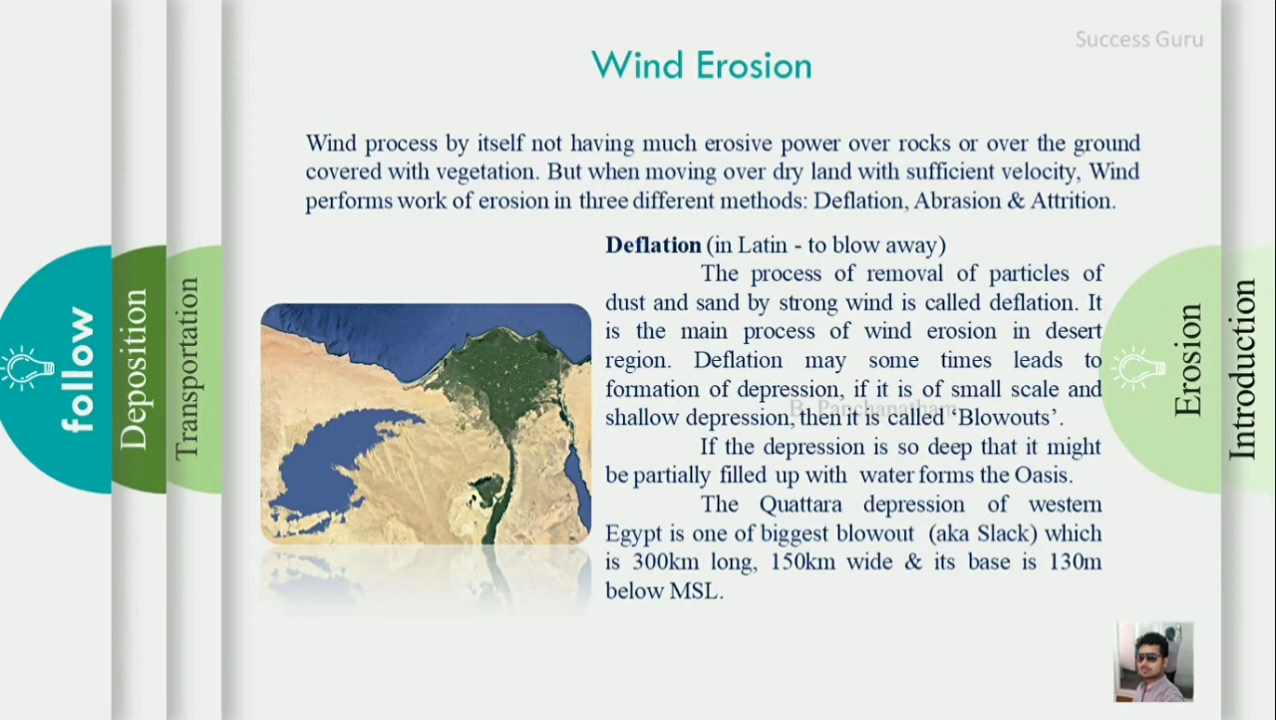 Success Guru
Wind Erosion
Wind process by itself not having much erosive power over rocks or over the ground
covered with vegetation. But when moving over dry land with sufficient velocity, Wind
performs work of erosion in three different methods: Deflation, Abrasion & Attrition.
Deflation (in Latin - to blow away)
The process of removal of particles of
dust and sand by strong wind is called deflation. It
is the main process of wind erosion in desert
region. Deflation may some times leads to
formation of depression, if it is of small scale and
shallow depression, then it is called 'Blowouts'.
B. Panchanatham
If the depression is so deep that it might
be partially filled up with water forms the Oasis.
The Quattara depression of western
Egypt is one of biggest blowout (aka Slack) which
is 300km long, 150km wide & its base is 130m
below MSL.
follow
Deposition
Transportation
Erosion
Introduction